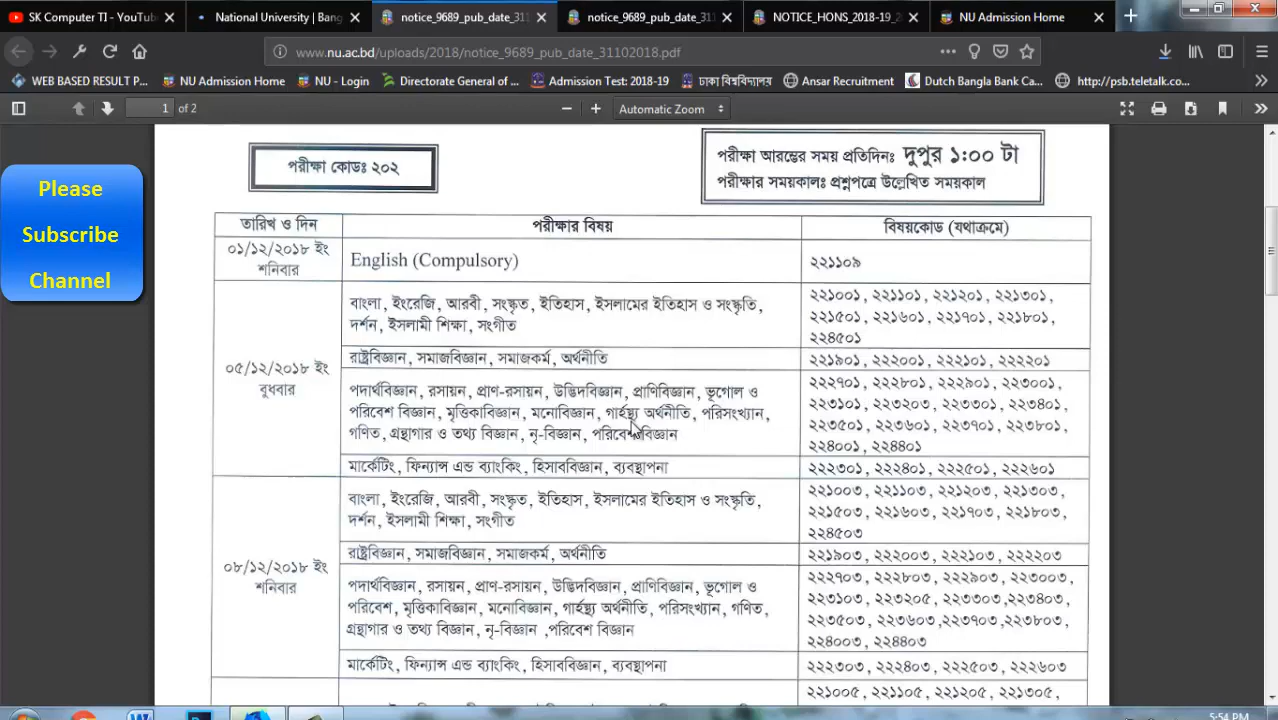 SK Computer TI - YouTub
National University | Bang
notice_9689_pub_date_311
notice_9689_pub_date_311
NOTICE_HONS_2018-19_2
NU Admission Home
www.nu.ac.bd/uploads/2018/notice_9689_pub_date_31102018.pdf
WEB BASED RESULT P...
NU Admission Home
NU - Login
Directorate General of ...
Admission Test: 2018-19
ঢাকা বিশ্ববিদ্যালয়
Ansar Recruitment
Dutch Bangla Bank Ca...
http://psb.teletalk.co...
1 of 2
Automatic Zoom
Please
Subscribe
Channel
পরীক্ষা কোডঃ ২০২
পরীক্ষা আরম্ভের সময় প্রতিদিনঃ দুপুর ১:০০ টা
পরীক্ষার সময়কালঃ প্রশ্নপত্রে উল্লেখিত সময়কাল
তারিখ ও দিন
পরীক্ষার বিষয়
বিষয়কোড (যথাক্রমে)
০১/১২/২০১৮ ইং
শনিবার
English (Compulsory)
২২১১০৯
০৫/১২/২০১৮ ইং
বুধবার
বাংলা, ইংরেজি, আরবী, সংস্কৃত, ইতিহাস, ইসলামের ইতিহাস ও সংস্কৃতি,
দর্শন, ইসলামী শিক্ষা, সংগীত
২২১০০১, ২২১১০১, ২২১২০১, ২২১৩০১,
২২১৫০১, ২২১৬০১, ২২১৭০১, ২২১৮০১,
২২৪৫০১
রাষ্ট্রবিজ্ঞান, সমাজবিজ্ঞান, সমাজকর্ম, অর্থনীতি
২২১৯০১, ২২২০০১, ২২২১০১, ২২২২০১
পদার্থবিজ্ঞান, রসায়ন, প্রাণ-রসায়ন, উদ্ভিদবিজ্ঞান, প্রাণিবিজ্ঞান, ভূগোল ও
পরিবেশ বিজ্ঞান, মৃত্তিকাবিজ্ঞান, মনোবিজ্ঞান, গার্হস্থ্য অর্থনীতি, পরিসংখ্যান,
গণিত, গ্রন্থাগার ও তথ্য বিজ্ঞান, নৃ-বিজ্ঞান, পরিবেশ বিজ্ঞান
২২২৭০১, ২২২৮০১, ২২২৯০১, ২২৩০০১,
২২৩১০১, ২২৩২০৩, ২২৩৩০১, ২২৩৪০১,
২২৩৫০১, ২২৩৬০১, ২২৩৭০১, ২২৩৮০১,
২২৪০০১, ২২৪৪০১
মার্কেটিং, ফিন্যান্স এন্ড ব্যাংকিং, হিসাববিজ্ঞান, ব্যবস্থাপনা
২২২৩০১, ২২২৪০১, ২২২৫০১, ২২২৬০১
০৮/১২/২০১৮ ইং
শনিবার
বাংলা, ইংরেজি, আরবী, সংস্কৃত, ইতিহাস, ইসলামের ইতিহাস ও সংস্কৃতি,
দর্শন, ইসলামী শিক্ষা, সংগীত
২২১০০৩, ২২১১০৩, ২২১২০৩, ২২১৩০৩,
২২১৫০৩, ২২১৬০৩, ২২১৭০৩, ২২১৮০৩,
২২৪৫০৩
রাষ্ট্রবিজ্ঞান, সমাজবিজ্ঞান, সমাজকর্ম, অর্থনীতি
২২১৯০৩, ২২২০০৩, ২২২১০৩, ২২২২০৩
পদার্থবিজ্ঞান, রসায়ন, প্রাণ-রসায়ন, উদ্ভিদবিজ্ঞান, প্রাণিবিজ্ঞান, ভূগোল ও
পরিবেশ, মৃত্তিকাবিজ্ঞান, মনোবিজ্ঞান, গার্হস্থ্য অর্থনীতি, পরিসংখ্যান, গণিত,
গ্রন্থাগার ও তথ্য বিজ্ঞান, নৃ-বিজ্ঞান ,পরিবেশ বিজ্ঞান
২২২৭০৩, ২২২৮০৩, ২২২৯০৩, ২২৩০০৩,
২২৩১০৩, ২২৩২০৫, ২২৩৩০৩,২২৩৪০৩,
২২৩৫০৩, ২২৩৬০৩,২২৩৭০৩,২২৩৮০৩,
২২৪০০৩, ২২৪৪০৩
মার্কেটিং, ফিন্যান্স এন্ড ব্যাংকিং, হিসাববিজ্ঞান, ব্যবস্থাপনা
২২২৩০৩, ২২২৪০৩, ২২২৫০৩, ২২২৬০৩
২২১০০৫, ২২১১০৫, ২২১২০৫, ২২১৩০৫,
5:54 PM